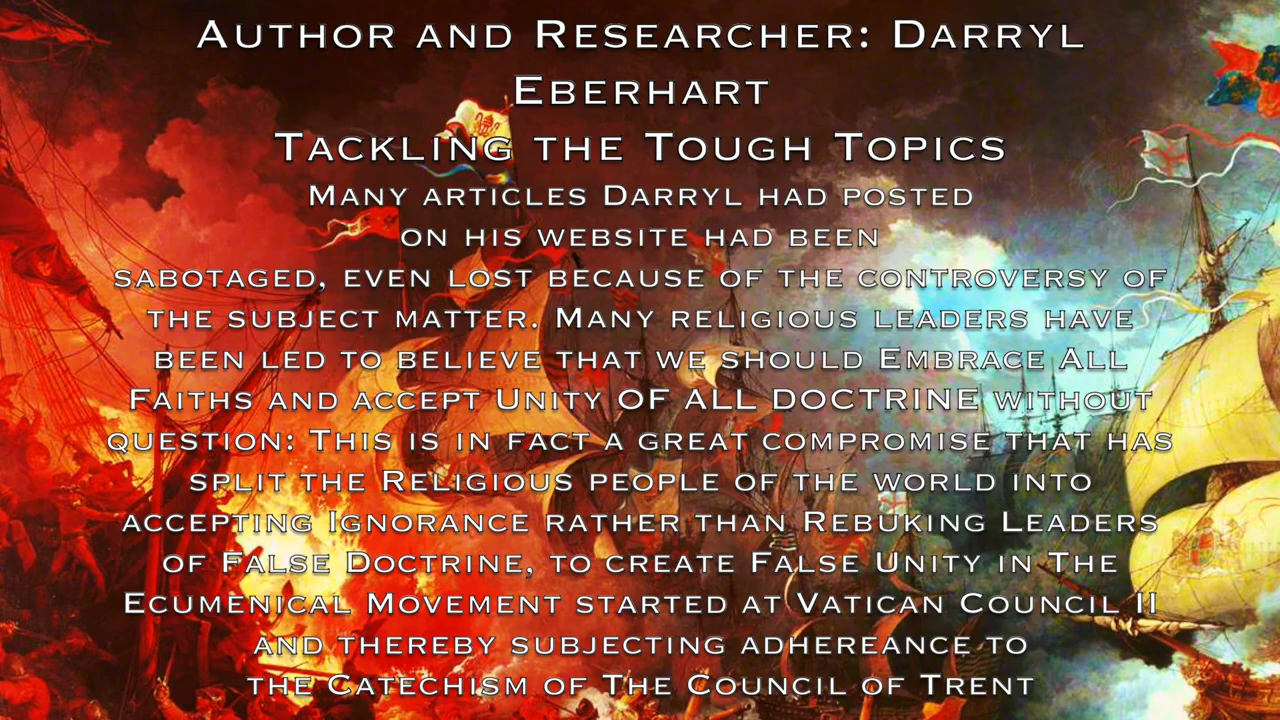 Author and Researcher: Darryl
Eberhart
Tackling the Tough Topics
Many articles Darryl had posted
on his website had been
sabotaged, even lost because of the controversy of
the subject matter. Many religious leaders have
been led to believe that we should Embrace All
Faiths and accept Unity OF ALL DOCTRINE without
question: This is in fact a great compromise that has
split the Religious people of the world into
accepting Ignorance rather than Rebuking Leaders
of False Doctrine, to create False Unity in The
Ecumenical Movement started at Vatican Council II
and thereby subjecting adhereance to
the Catechism of The Council of Trent